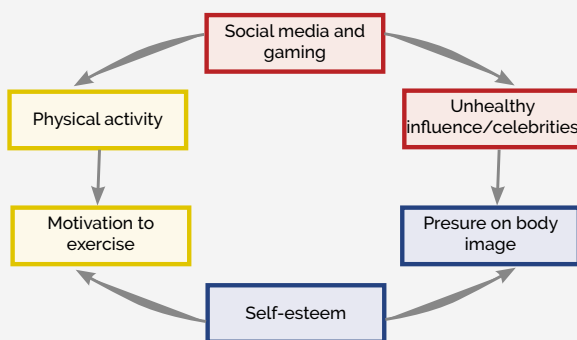 Social media and
gaming
Physical activity
Unhealthy
influence/celebrities
Motivation to
exercise
Presure on body
image
Self-esteem